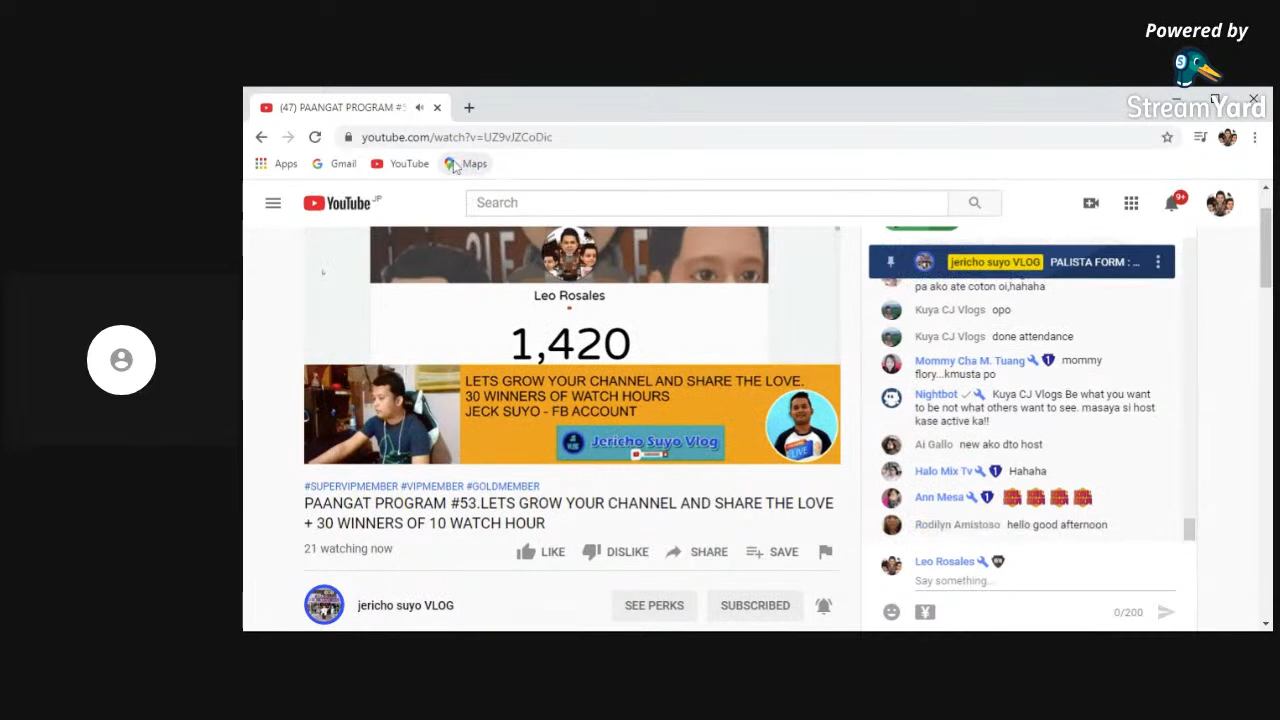 Powered by
StreamYard
(47) PAANGAT PROGRAM #5
youtube.com/watch?v=UZ9vJZCoDic
Apps
Gmail
YouTube
Maps
YouTube JP
Search
9+
Leo Rosales
1,420
LETS GROW YOUR CHANNEL AND SHARE THE LOVE.
30 WINNERS OF WATCH HOURS
JECK SUYO - FB ACCOUNT
LIVE
Jericho Suyo Vlog
#SUPERVIPMEMBER #VIPMEMBER #GOLDMEMBER
PAANGAT PROGRAM #53.LETS GROW YOUR CHANNEL AND SHARE THE LOVE
+ 30 WINNERS OF 10 WATCH HOUR
21 watching now
LIKE
DISLIKE
SHARE
SAVE
jericho suyo VLOG
SEE PERKS
SUBSCRIBED
jericho suyo VLOG PALISTA FORM : ...
pa ako ate coton oi,hahaha
Kuya CJ Vlogs opo
Kuya CJ Vlogs done attendance
Mommy Cha M. Tuang 1 mommy
flory...kmusta po
Nightbot Kuya CJ Vlogs Be what you want
to be not what others want to see. masaya si host
kase active ka!!
Ai Gallo new ako dto host
Halo Mix Tv 1 Hahaha
Ann Mesa 1
Rodilyn Amistoso hello good afternoon
Leo Rosales
Say something...
0/200